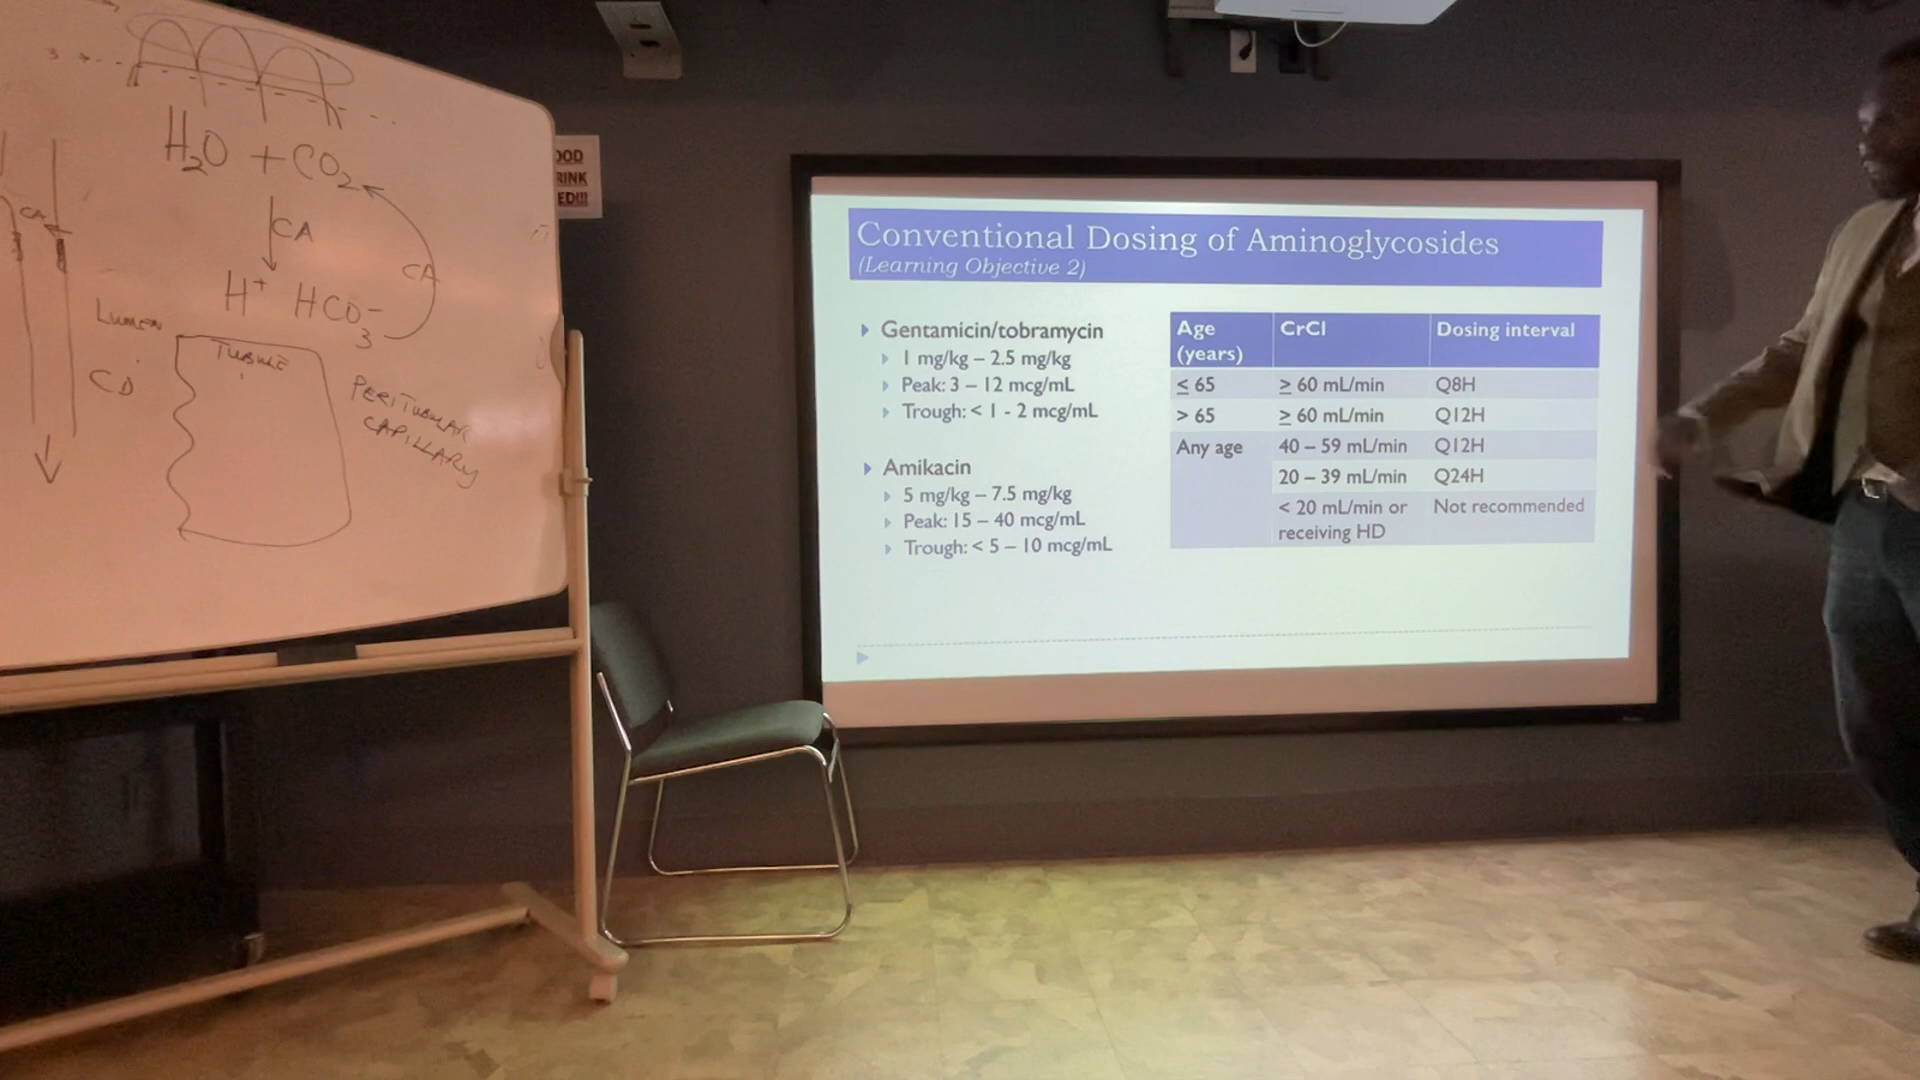 H₂O + CO₂
CA
CA
CA
H⁺ HCO₃⁻
LUMEN
TUBULE
CD
PERITUBULAR
CAPILLARY
OOD
RINK
ED!!!
Conventional Dosing of Aminoglycosides
(Learning Objective 2)
Gentamicin/tobramycin
1 mg/kg – 2.5 mg/kg
Peak: 3 – 12 mcg/mL
Trough: < 1 - 2 mcg/mL
Amikacin
5 mg/kg – 7.5 mg/kg
Peak: 15 – 40 mcg/mL
Trough: < 5 – 10 mcg/mL
Age (years) CrCl Dosing interval
≤ 65 ≥ 60 mL/min Q8H
> 65 ≥ 60 mL/min Q12H
Any age 40 – 59 mL/min Q12H
20 – 39 mL/min Q24H
< 20 mL/min or receiving HD Not recommended